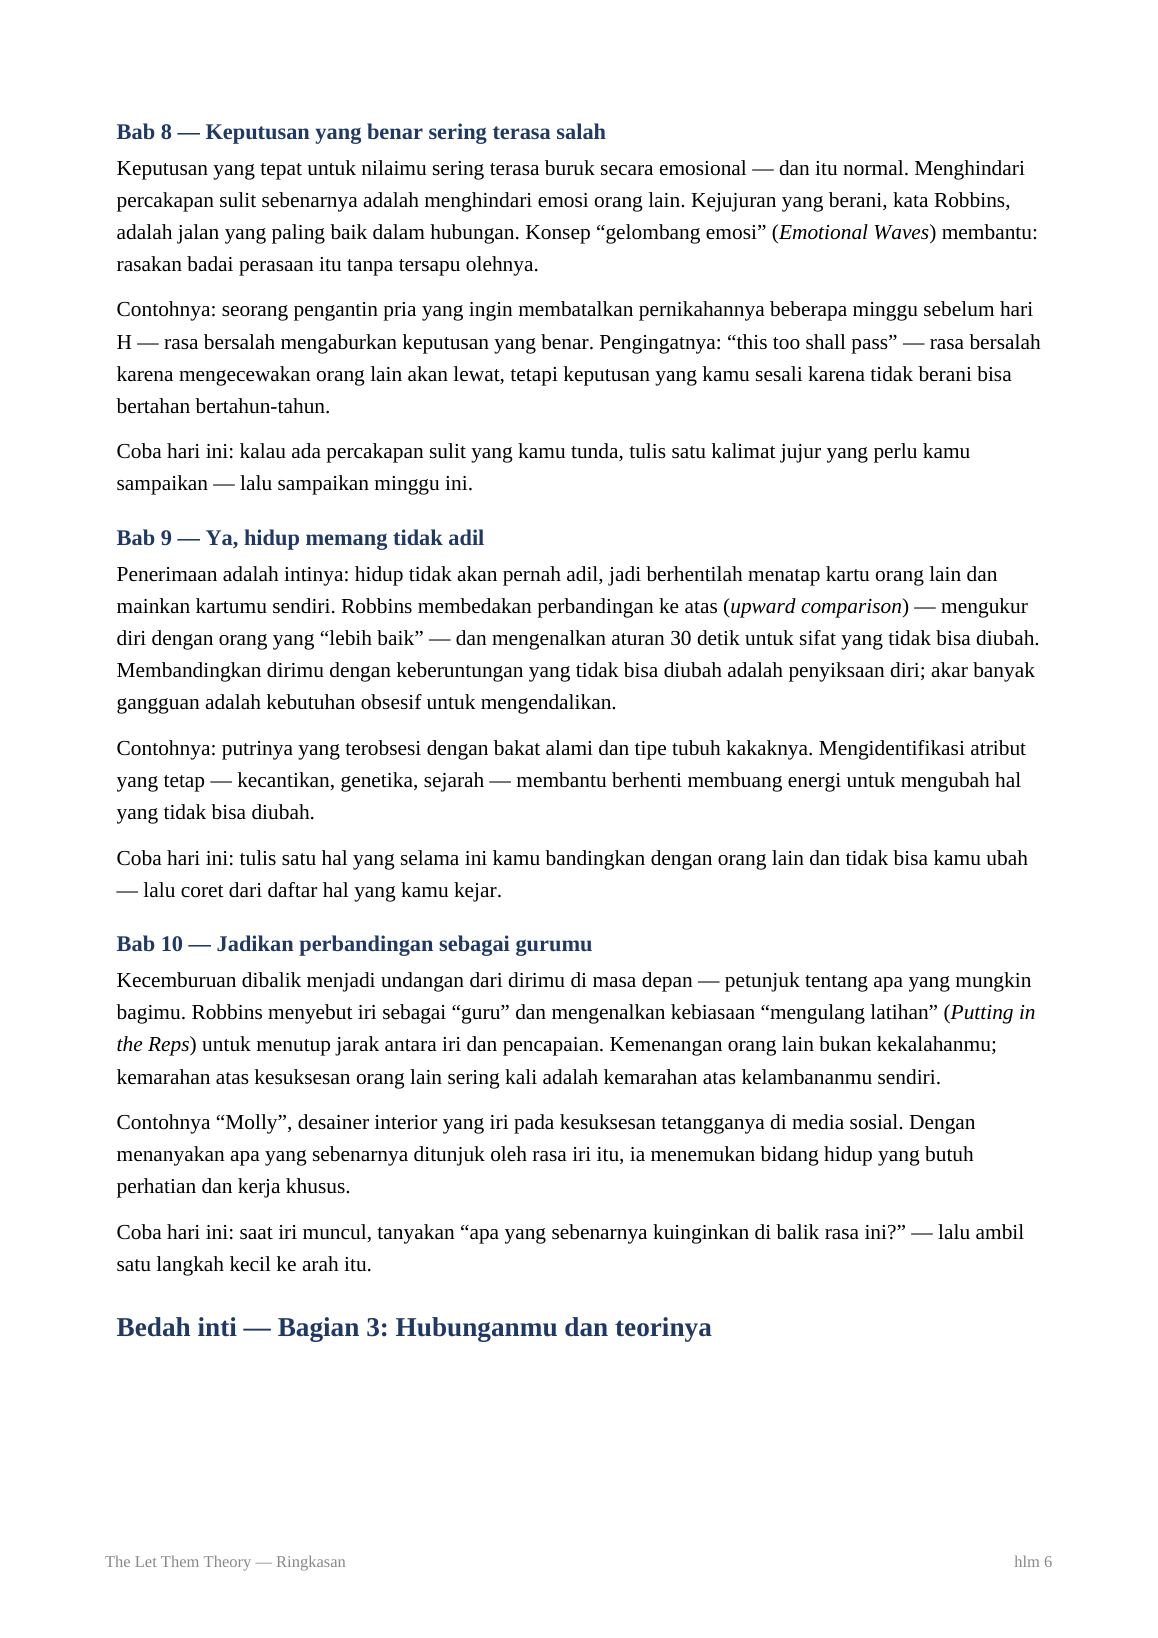 Bab 8 — Keputusan yang benar sering terasa salah
Keputusan yang tepat untuk nilaimu sering terasa buruk secara emosional — dan itu normal. Menghindari
percakapan sulit sebenarnya adalah menghindari emosi orang lain. Kejujuran yang berani, kata Robbins,
adalah jalan yang paling baik dalam hubungan. Konsep “gelombang emosi” (Emotional Waves) membantu:
rasakan badai perasaan itu tanpa tersapu olehnya.
Contohnya: seorang pengantin pria yang ingin membatalkan pernikahannya beberapa minggu sebelum hari
H — rasa bersalah mengaburkan keputusan yang benar. Pengingatnya: “this too shall pass” — rasa bersalah
karena mengecewakan orang lain akan lewat, tetapi keputusan yang kamu sesali karena tidak berani bisa
bertahan bertahun-tahun.
Coba hari ini: kalau ada percakapan sulit yang kamu tunda, tulis satu kalimat jujur yang perlu kamu
sampaikan — lalu sampaikan minggu ini.
Bab 9 — Ya, hidup memang tidak adil
Penerimaan adalah intinya: hidup tidak akan pernah adil, jadi berhentilah menatap kartu orang lain dan
mainkan kartumu sendiri. Robbins membedakan perbandingan ke atas (upward comparison) — mengukur
diri dengan orang yang “lebih baik” — dan mengenalkan aturan 30 detik untuk sifat yang tidak bisa diubah.
Membandingkan dirimu dengan keberuntungan yang tidak bisa diubah adalah penyiksaan diri; akar banyak
gangguan adalah kebutuhan obsesif untuk mengendalikan.
Contohnya: putrinya yang terobsesi dengan bakat alami dan tipe tubuh kakaknya. Mengidentifikasi atribut
yang tetap — kecantikan, genetika, sejarah — membantu berhenti membuang energi untuk mengubah hal
yang tidak bisa diubah.
Coba hari ini: tulis satu hal yang selama ini kamu bandingkan dengan orang lain dan tidak bisa kamu ubah
— lalu coret dari daftar hal yang kamu kejar.
Bab 10 — Jadikan perbandingan sebagai gurumu
Kecemburuan dibalik menjadi undangan dari dirimu di masa depan — petunjuk tentang apa yang mungkin
bagimu. Robbins menyebut iri sebagai “guru” dan mengenalkan kebiasaan “mengulang latihan” (Putting in
the Reps) untuk menutup jarak antara iri dan pencapaian. Kemenangan orang lain bukan kekalahanmu;
kemarahan atas kesuksesan orang lain sering kali adalah kemarahan atas kelambananmu sendiri.
Contohnya “Molly”, desainer interior yang iri pada kesuksesan tetangganya di media sosial. Dengan
menanyakan apa yang sebenarnya ditunjuk oleh rasa iri itu, ia menemukan bidang hidup yang butuh
perhatian dan kerja khusus.
Coba hari ini: saat iri muncul, tanyakan “apa yang sebenarnya kuinginkan di balik rasa ini?” — lalu ambil
satu langkah kecil ke arah itu.
Bedah inti — Bagian 3: Hubunganmu dan teorinya
The Let Them Theory — Ringkasan
hlm 6